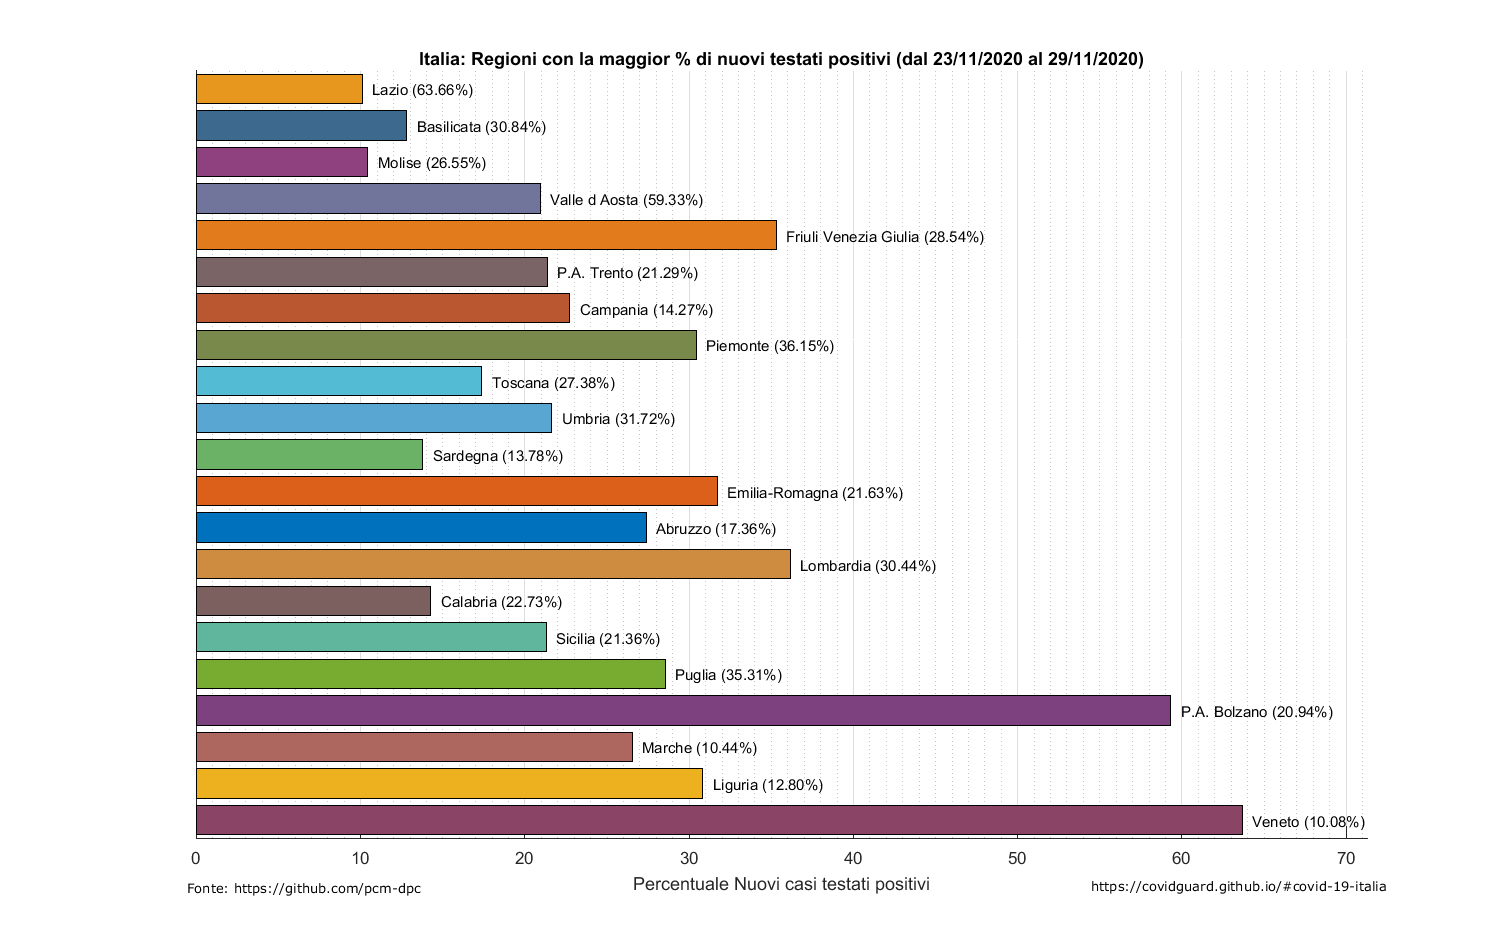 Italia: Regioni con la maggior % di nuovi testati positivi (dal 23/11/2020 al 29/11/2020)
Lazio (63.66%)
Basilicata (30.84%)
Molise (26.55%)
Valle d Aosta (59.33%)
Friuli Venezia Giulia (28.54%)
P.A. Trento (21.29%)
Campania (14.27%)
Piemonte (36.15%)
Toscana (27.38%)
Umbria (31.72%)
Sardegna (13.78%)
Emilia-Romagna (21.63%)
Abruzzo (17.36%)
Lombardia (30.44%)
Calabria (22.73%)
Sicilia (21.36%)
Puglia (35.31%)
P.A. Bolzano (20.94%)
Marche (10.44%)
Liguria (12.80%)
Veneto (10.08%)
0 10 20 30 40 50 60 70
Percentuale Nuovi casi testati positivi
Fonte: https://github.com/pcm-dpc
https://covidguard.github.io/#covid-19-italia